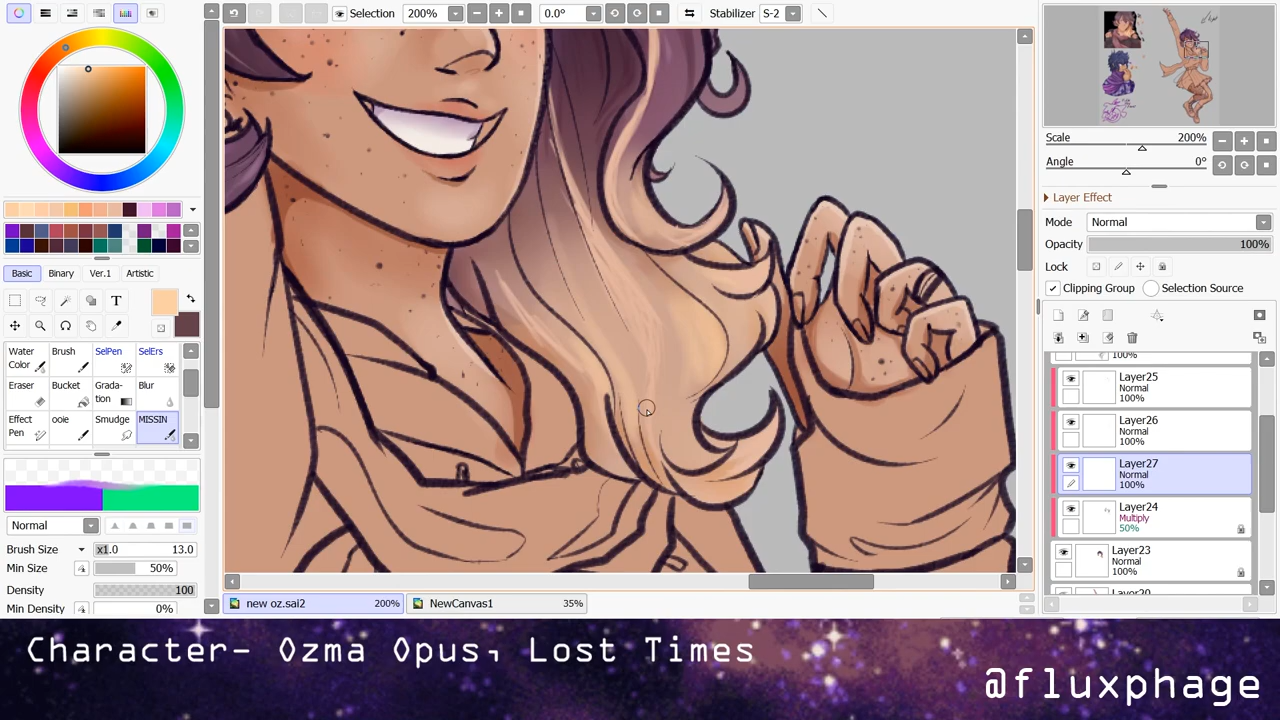 Selection 200% 0.0° Stabilizer S-2
Scale 200%
Angle 0°
Layer Effect
Mode Normal
Opacity 100%
Lock
Clipping Group Selection Source
Basic Binary Ver.1 Artistic
T
Water Color Brush SelPen SelErs
Eraser Bucket Grada-tion Blur
Effect Pen ooie Smudge MISSIN
Normal
Brush Size x1.0 13.0
Min Size 50%
Density 100
Min Density 0%
100%
Layer25
Normal
100%
Layer26
Normal
100%
Layer27
Normal
100%
Layer24
Multiply
50%
Layer23
Normal
100%
new oz.sai2 200% NewCanvas1 35%
Character- Ozma Opus, Lost Times
@fluxphage